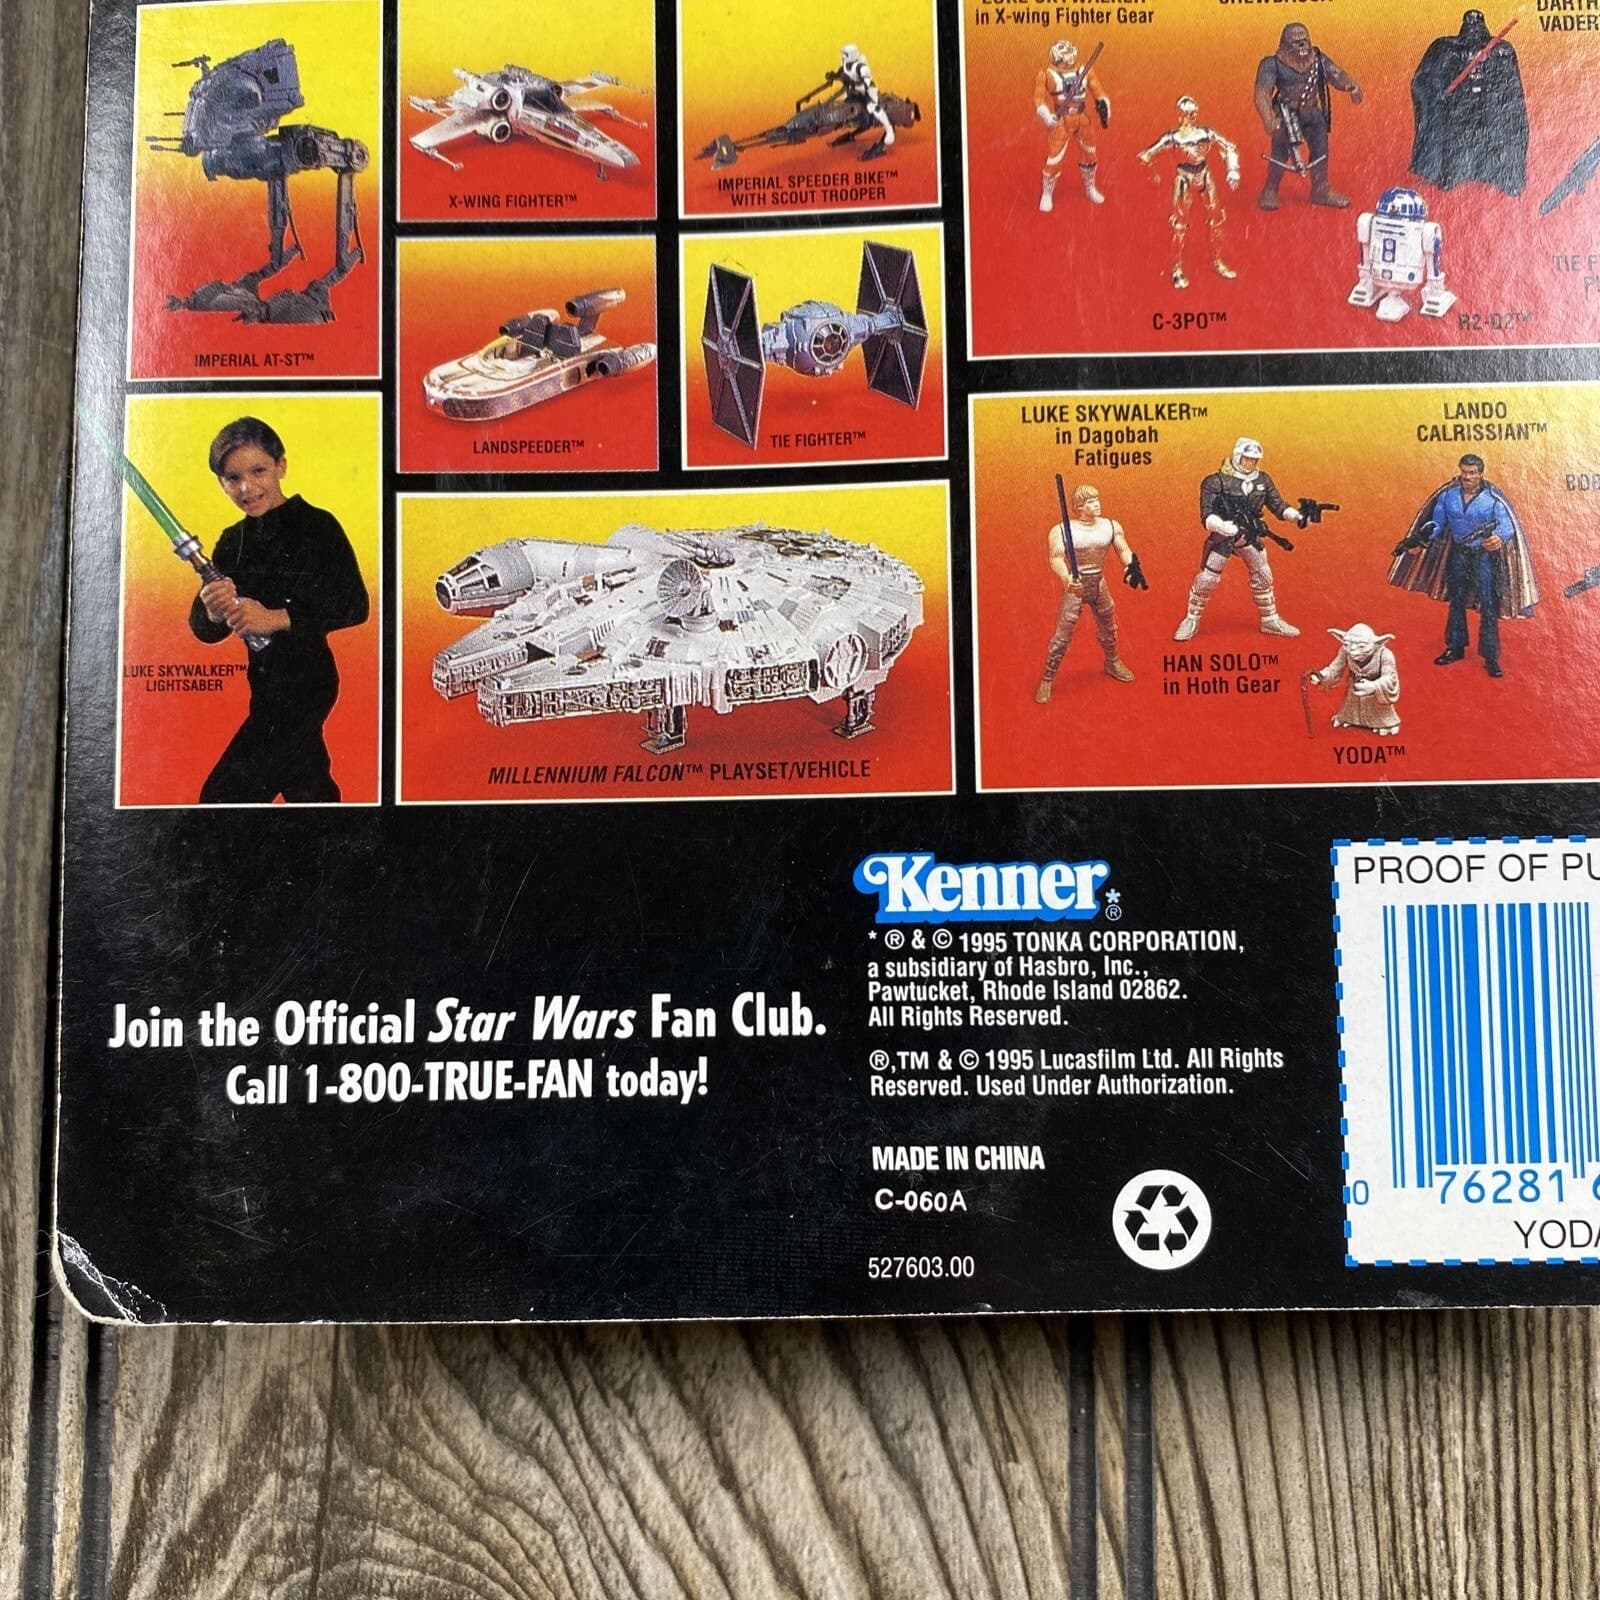 in X-wing Fighter Gear
DARTH
VADER
X-WING FIGHTER™
IMPERIAL SPEEDER BIKE™
WITH SCOUT TROOPER
IMPERIAL AT-ST™
LANDSPEEDER™
TIE FIGHTER™
C-3PO™
R2-D2™
LUKE SKYWALKER™
in Dagobah
Fatigues
LANDO
CALRISSIAN™
HAN SOLO™
in Hoth Gear
YODA™
LUKE SKYWALKER™
LIGHTSABER
MILLENNIUM FALCON™ PLAYSET/VEHICLE
Kenner*®
* ® & © 1995 TONKA CORPORATION,
a subsidiary of Hasbro, Inc.,
Pawtucket, Rhode Island 02862.
All Rights Reserved.
®,TM & © 1995 Lucasfilm Ltd. All Rights
Reserved. Used Under Authorization.
Join the Official Star Wars Fan Club.
Call 1-800-TRUE-FAN today!
MADE IN CHINA
C-060A
527603.00
PROOF OF
0 76281